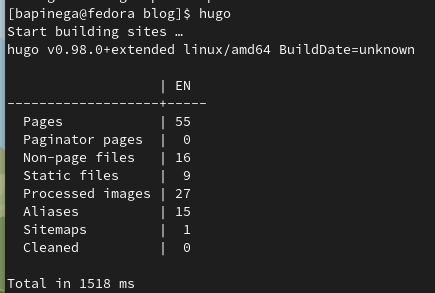 [bapinega@fedora blog]$ hugo
Start building sites …
hugo v0.98.0+extended linux/amd64 BuildDate=unknown
                   | EN
-------------------+-----
  Pages            | 55
  Paginator pages  |  0
  Non-page files   | 16
  Static files     |  9
  Processed images | 27
  Aliases          | 15
  Sitemaps         |  1
  Cleaned          |  0
Total in 1518 ms